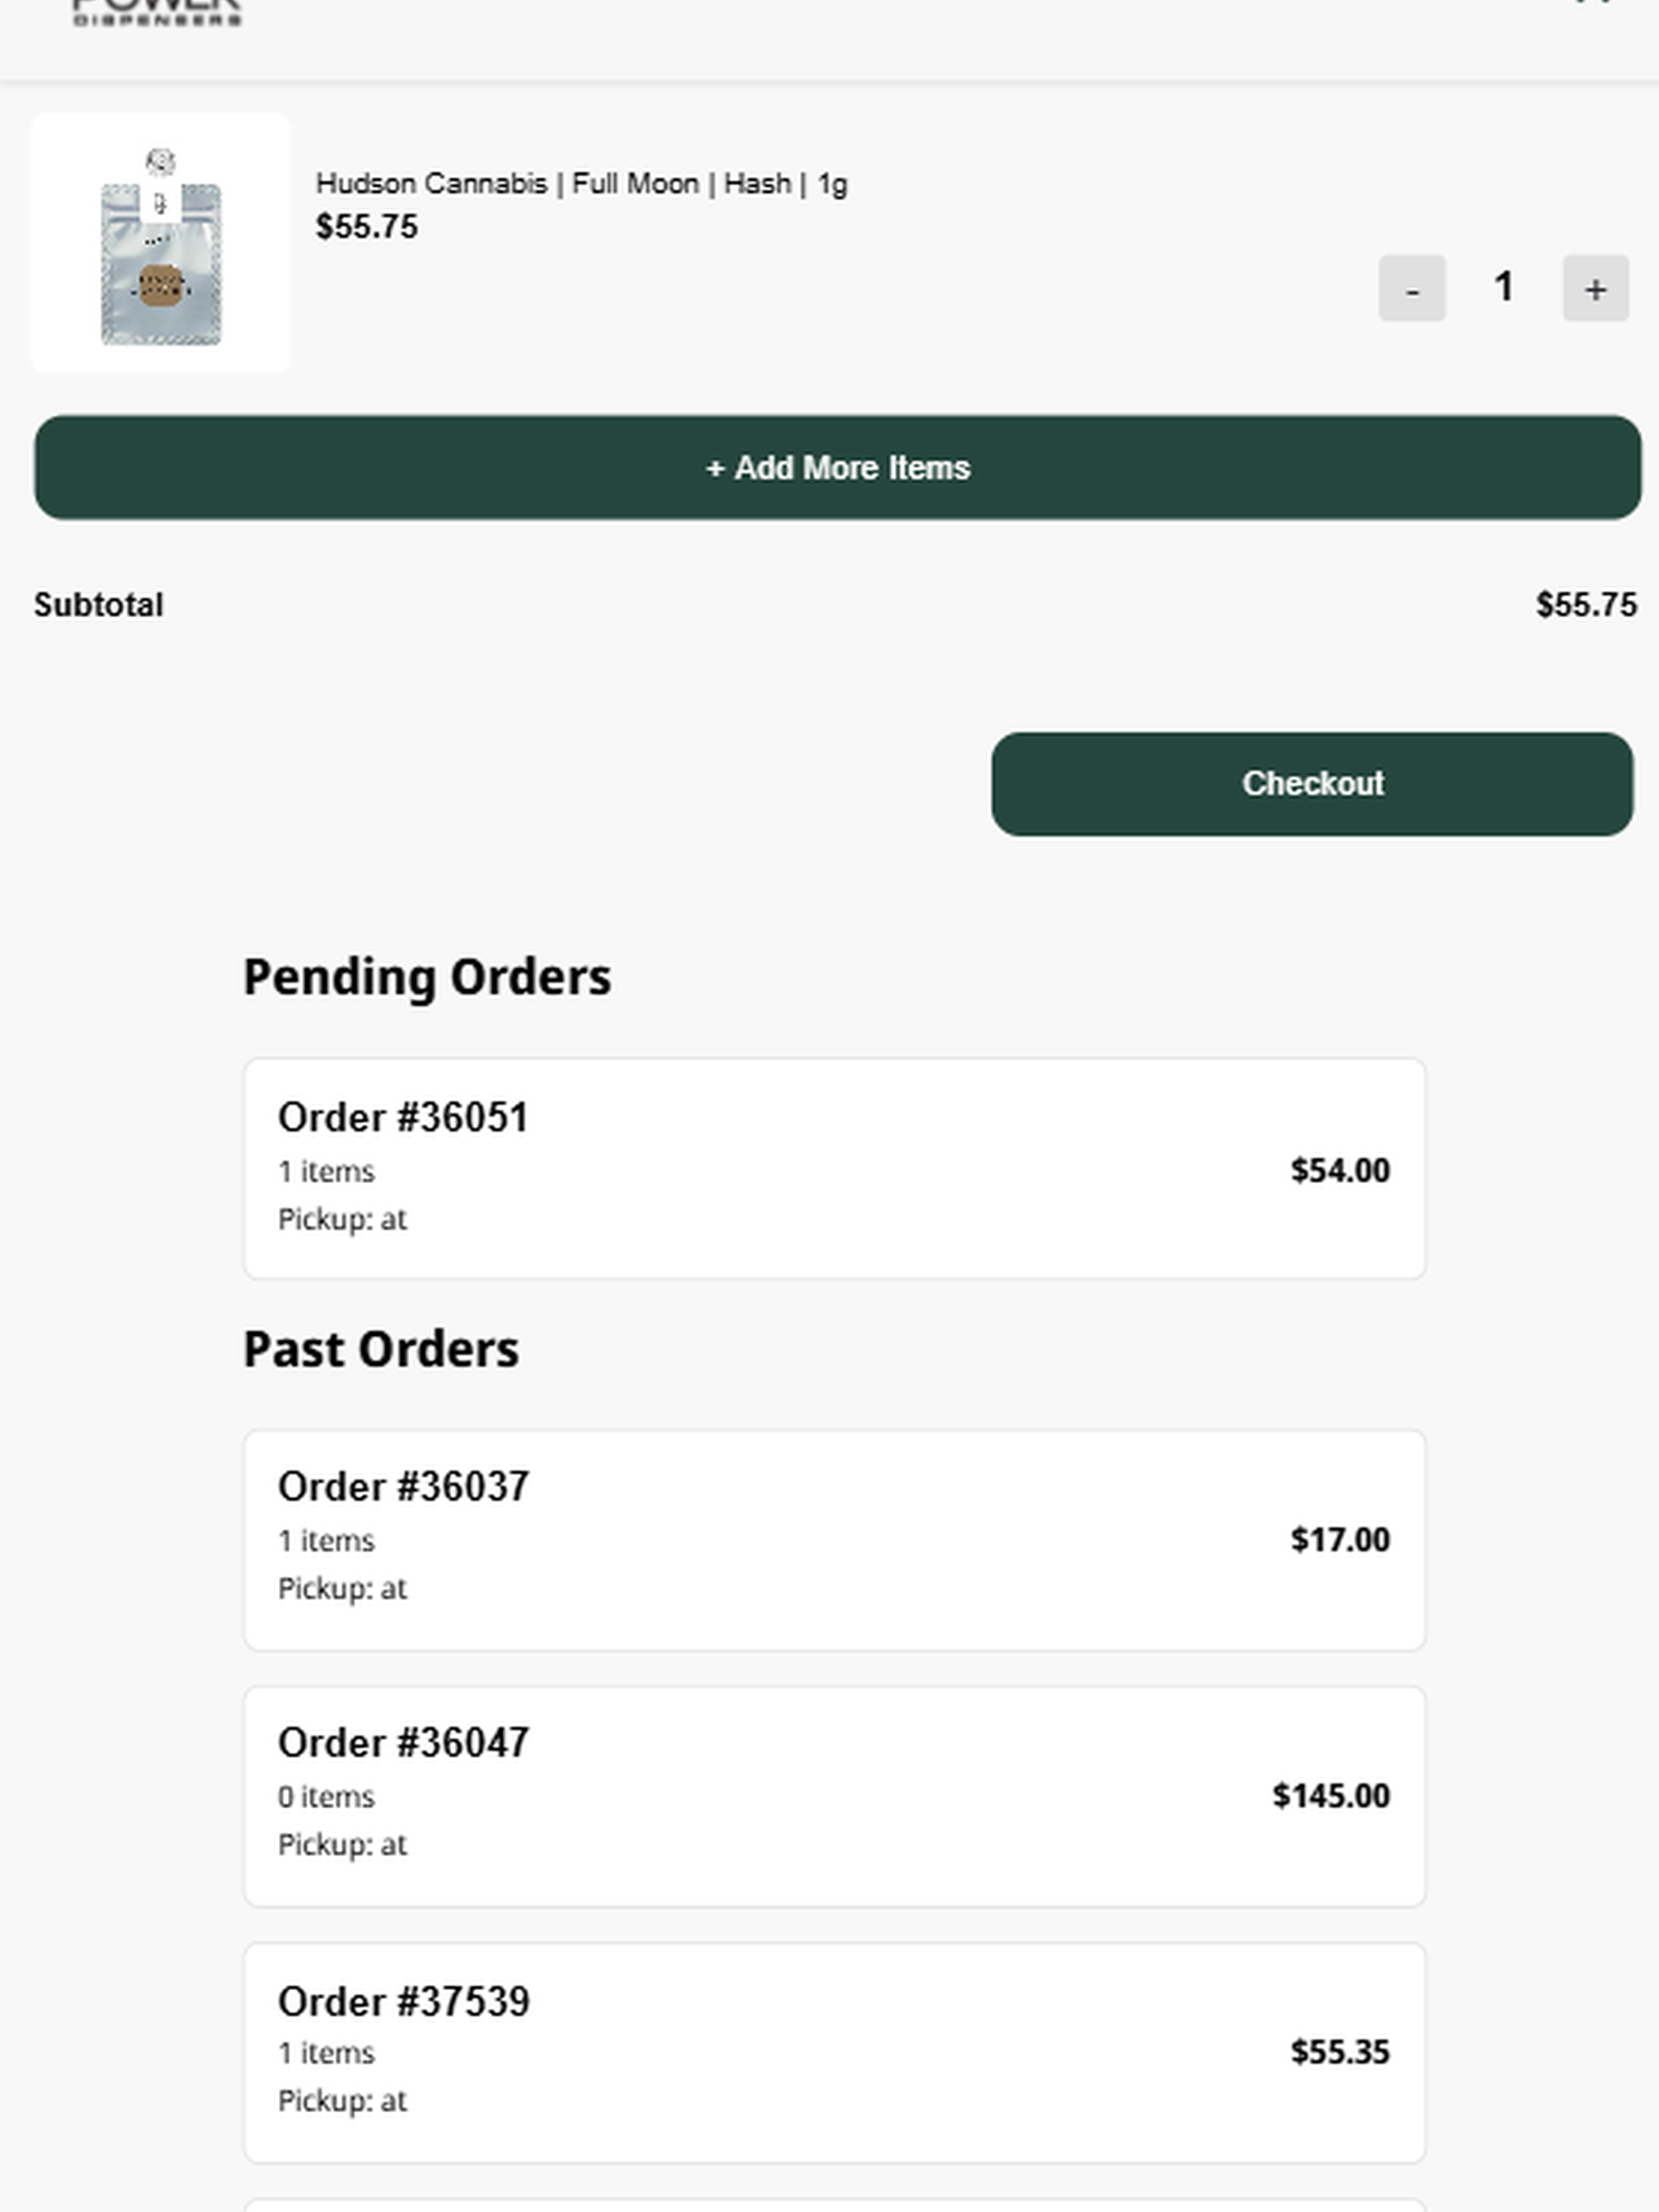 POWER
DISPENSERS
Hudson Cannabis | Full Moon | Hash | 1g
$55.75
- 1 +
+ Add More Items
Subtotal $55.75
Checkout
Pending Orders
Order #36051
1 items
$54.00
Pickup: at
Past Orders
Order #36037
1 items
$17.00
Pickup: at
Order #36047
0 items
$145.00
Pickup: at
Order #37539
1 items
$55.35
Pickup: at